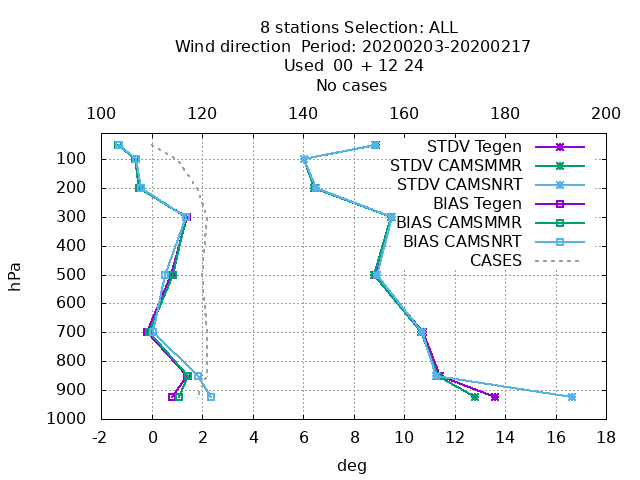 8 stations Selection: ALL
Wind direction  Period: 20200203-20200217
Used  00 + 12 24
No cases
100 120 140 160 180 200
STDV Tegen
100
STDV CAMSMMR
200
STDV CAMSNRT
BIAS Tegen
300
BIAS CAMSMMR
400
BIAS CAMSNRT
CASES
500
hPa
600
700
800
900
1000
-2 0 2 4 6 8 10 12 14 16 18
deg